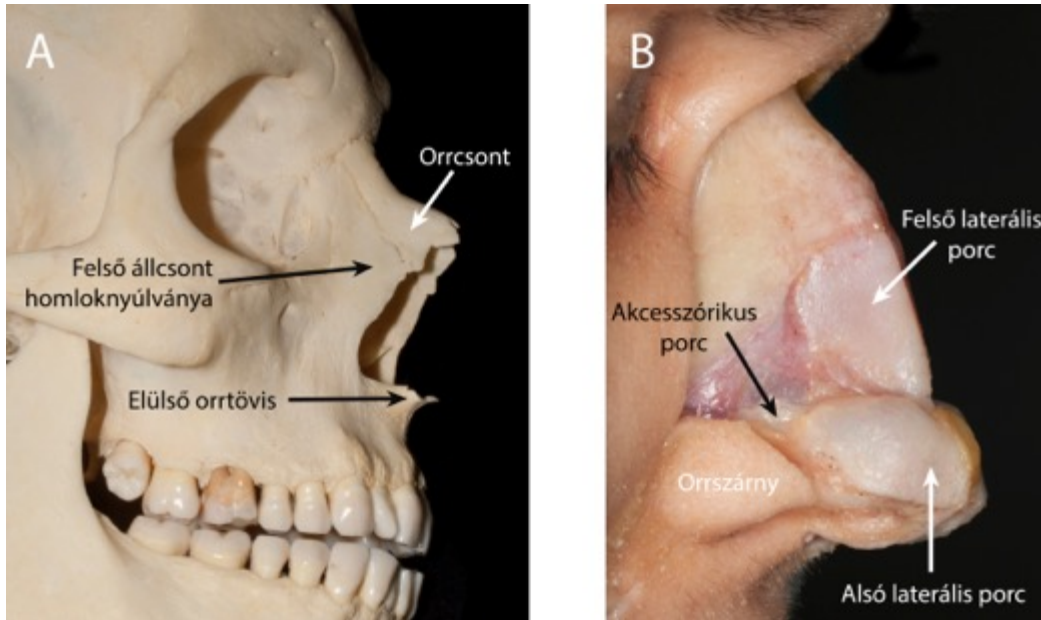 A
Orrcsont
Felső állcsont
homloknyúlványa
Elülső orrtövis
B
Felső laterális
porc
Akcesszórikus
porc
Orrszárny
Alsó laterális porc